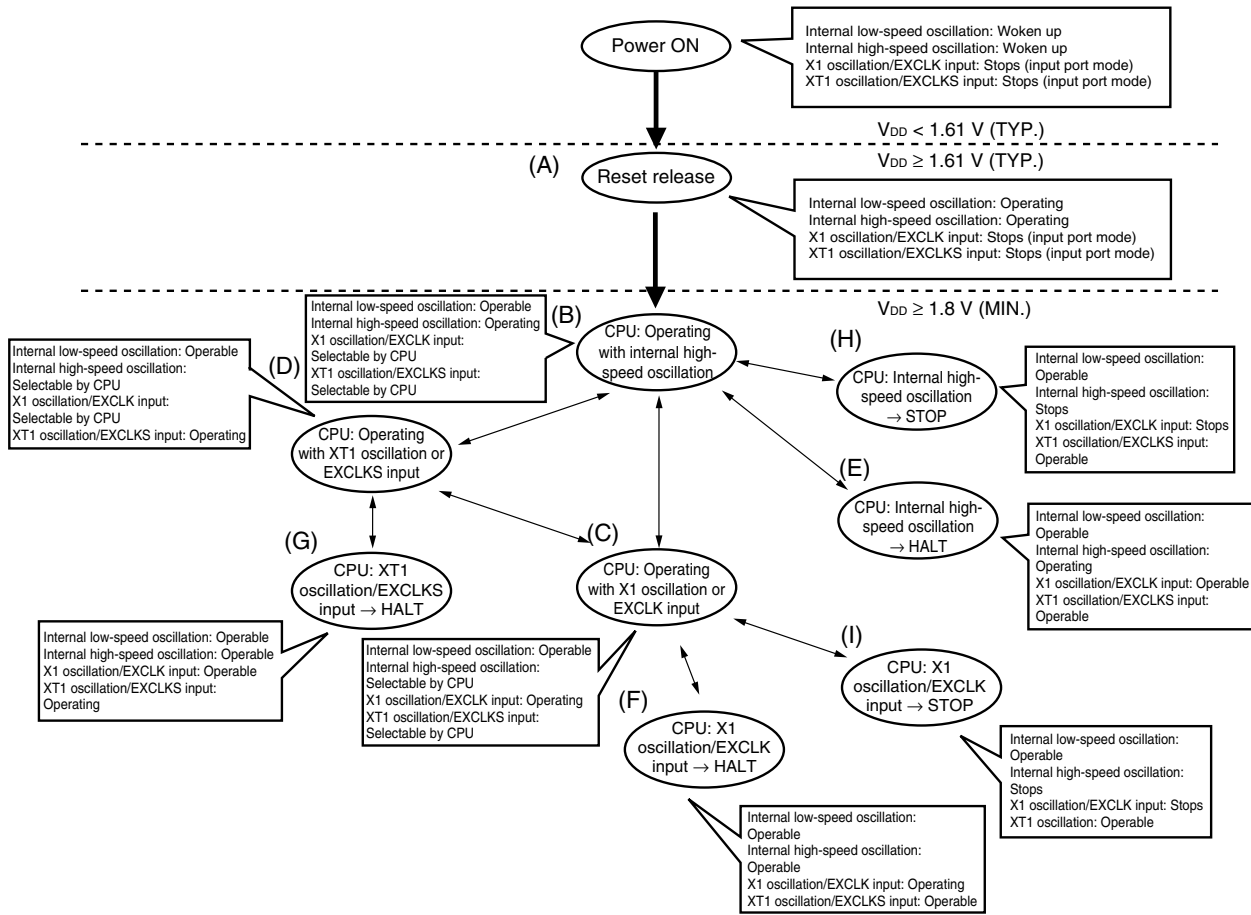 Power ON
Internal low-speed oscillation: Woken up
Internal high-speed oscillation: Woken up
X1 oscillation/EXCLK input: Stops (input port mode)
XT1 oscillation/EXCLKS input: Stops (input port mode)
VDD < 1.61 V (TYP.)
VDD ≥ 1.61 V (TYP.)
(A)
Reset release
Internal low-speed oscillation: Operating
Internal high-speed oscillation: Operating
X1 oscillation/EXCLK input: Stops (input port mode)
XT1 oscillation/EXCLKS input: Stops (input port mode)
VDD ≥ 1.8 V (MIN.)
Internal low-speed oscillation: Operable
Internal high-speed oscillation: Operating
X1 oscillation/EXCLK input:
Selectable by CPU
XT1 oscillation/EXCLKS input:
Selectable by CPU
(B)
CPU: Operating
with internal high-
speed oscillation
Internal low-speed oscillation: Operable
Internal high-speed oscillation:
Selectable by CPU
X1 oscillation/EXCLK input:
Selectable by CPU
XT1 oscillation/EXCLKS input: Operating
(D)
CPU: Operating
with XT1 oscillation or
EXCLKS input
(H)
CPU: Internal high-
speed oscillation
→ STOP
Internal low-speed oscillation:
Operable
Internal high-speed oscillation:
Stops
X1 oscillation/EXCLK input: Stops
XT1 oscillation/EXCLKS input:
Operable
(E)
CPU: Internal high-
speed oscillation
→ HALT
Internal low-speed oscillation:
Operable
Internal high-speed oscillation:
Operating
X1 oscillation/EXCLK input: Operable
XT1 oscillation/EXCLKS input:
Operable
(G)
CPU: XT1
oscillation/EXCLKS
input → HALT
Internal low-speed oscillation: Operable
Internal high-speed oscillation: Operable
X1 oscillation/EXCLK input: Operable
XT1 oscillation/EXCLKS input:
Operating
(C)
CPU: Operating
with X1 oscillation or
EXCLK input
Internal low-speed oscillation: Operable
Internal high-speed oscillation:
Selectable by CPU
X1 oscillation/EXCLK input: Operating
XT1 oscillation/EXCLKS input:
Selectable by CPU
(I)
CPU: X1
oscillation/EXCLK
input → STOP
Internal low-speed oscillation:
Operable
Internal high-speed oscillation:
Stops
X1 oscillation/EXCLK input: Stops
XT1 oscillation: Operable
(F)
CPU: X1
oscillation/EXCLK
input → HALT
Internal low-speed oscillation:
Operable
Internal high-speed oscillation:
Operable
X1 oscillation/EXCLK input: Operating
XT1 oscillation/EXCLKS input: Operable